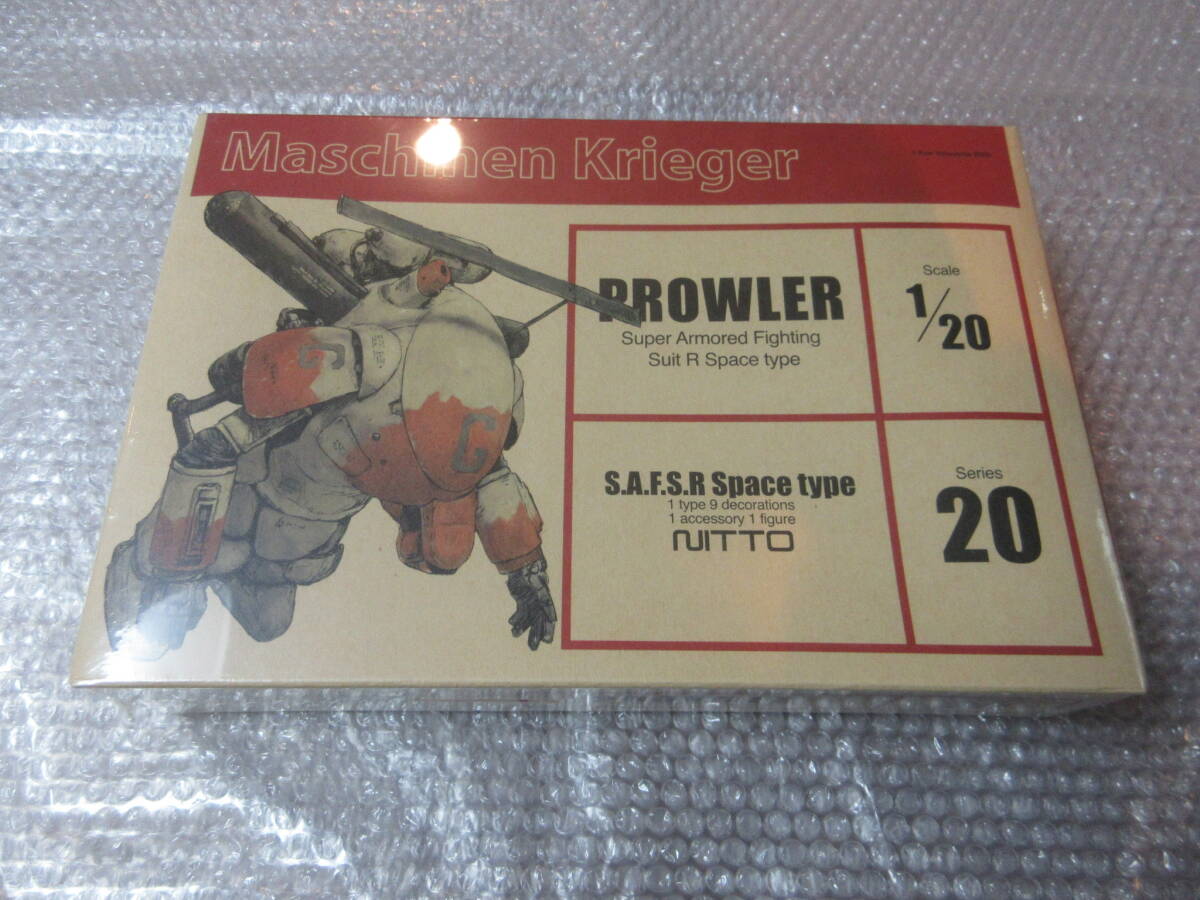 Maschinen Krieger
PROWLER
Super Armored Fighting
Suit R Space type
Scale
1/20
S.A.F.S.R Space type
1 type 9 decorations
1 accessory 1 figure
NITTO
Series
20
G
G